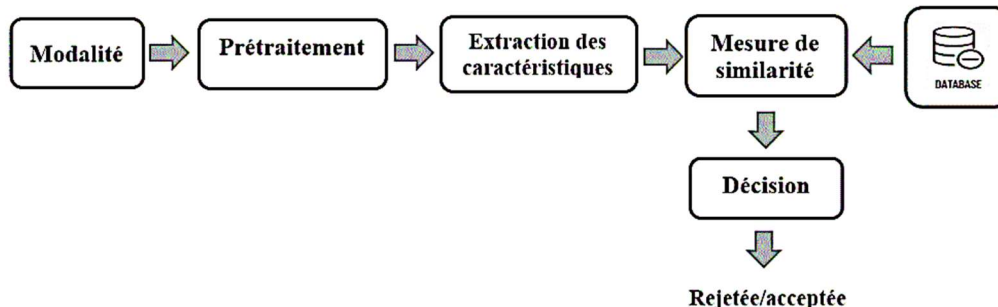 Modalité
Prétraitement
Extraction des
caractéristiques
Mesure de
similarité
DATABASE
Décision
Rejetée/acceptée